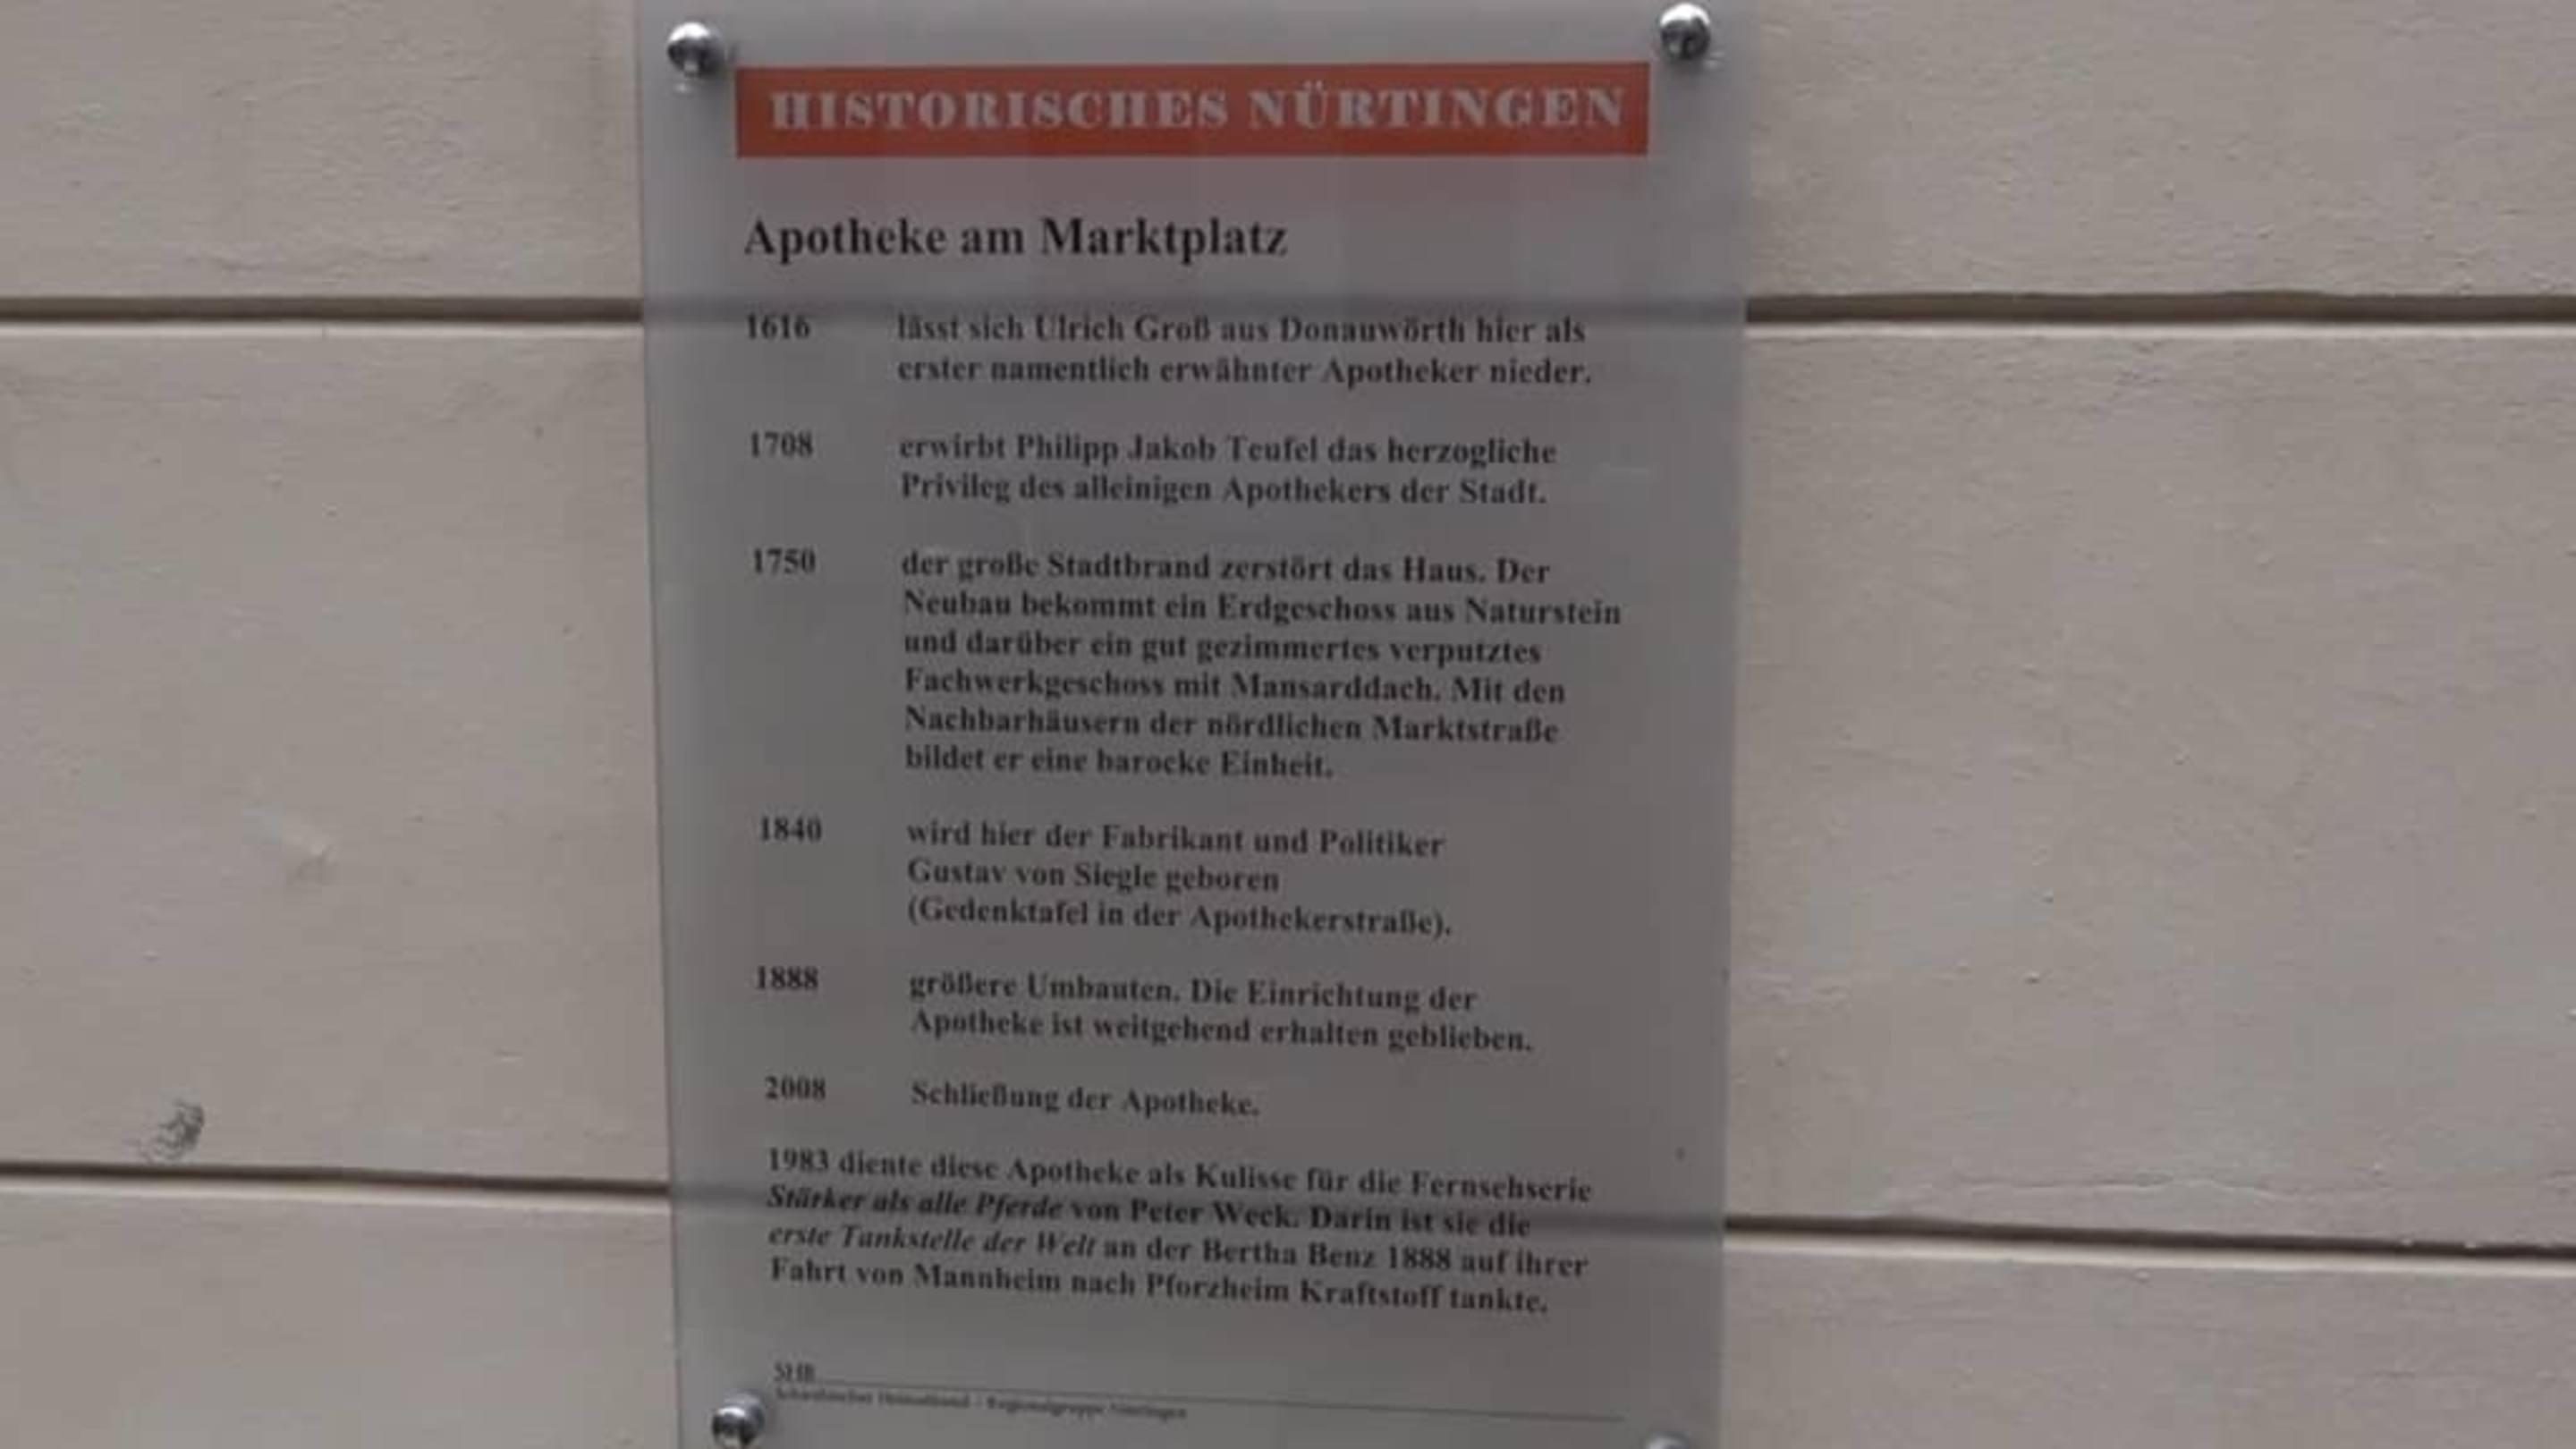 HISTORISCHES NÜRTINGEN
Apotheke am Marktplatz
1616 lässt sich Ulrich Groß aus Donauwörth hier als
erster namentlich erwähnter Apotheker nieder.
1708 erwirbt Philipp Jakob Teufel das herzogliche
Privileg des alleinigen Apothekers der Stadt.
1750 der große Stadtbrand zerstört das Haus. Der
Neubau bekommt ein Erdgeschoss aus Naturstein
und darüber ein gut gezimmertes verputztes
Fachwerkgeschoss mit Mansarddach. Mit den
Nachbarhäusern der nördlichen Marktstraße
bildet er eine barocke Einheit.
1840 wird hier der Fabrikant und Politiker
Gustav von Siegle geboren
(Gedenktafel in der Apothekerstraße).
1888 größere Umbauten. Die Einrichtung der
Apotheke ist weitgehend erhalten geblieben.
2008 Schließung der Apotheke.
1983 diente diese Apotheke als Kulisse für die Fernsehserie
Stärker als alle Pferde von Peter Weck. Darin ist sie die
erste Tankstelle der Welt an der Bertha Benz 1888 auf ihrer
Fahrt von Mannheim nach Pforzheim Kraftstoff tankte.
SHB
Schwäbischer Heimatbund - Regionalgruppe Nürtingen